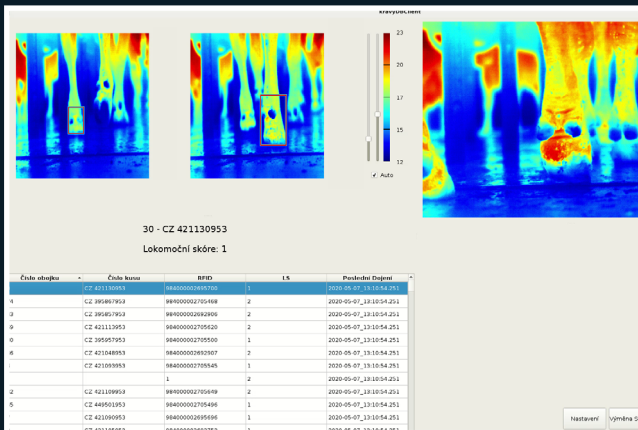 kravyDbClient
23
20
17
15
12
Auto
30 - CZ 421130953
Lokomoční skóre: 1
Číslo obojku Číslo kusu RFID LS Poslední Dojení
CZ 421130953 984000002695700 1 2020-05-07_13:10:54.251
CZ 395867953 984000002705468 2 2020-05-07_13:10:54.251
CZ 395857953 984000002692906 2 2020-05-07_13:10:54.251
CZ 421113953 984000002705620 2 2020-05-07_13:10:54.251
CZ 395957953 984000002705500 1 2020-05-07_13:10:54.251
CZ 421048953 984000002692907 2 2020-05-07_13:10:54.251
CZ 421093953 984000002705545 1 2020-05-07_13:10:54.251
1 2 2020-05-07_13:10:54.251
CZ 421109953 984000002705649 2 2020-05-07_13:10:54.251
CZ 449501953 984000002705496 1 2020-05-07_13:10:54.251
CZ 421090953 984000002695696 1 2020-05-07_13:10:54.251
Nastavení Výměna